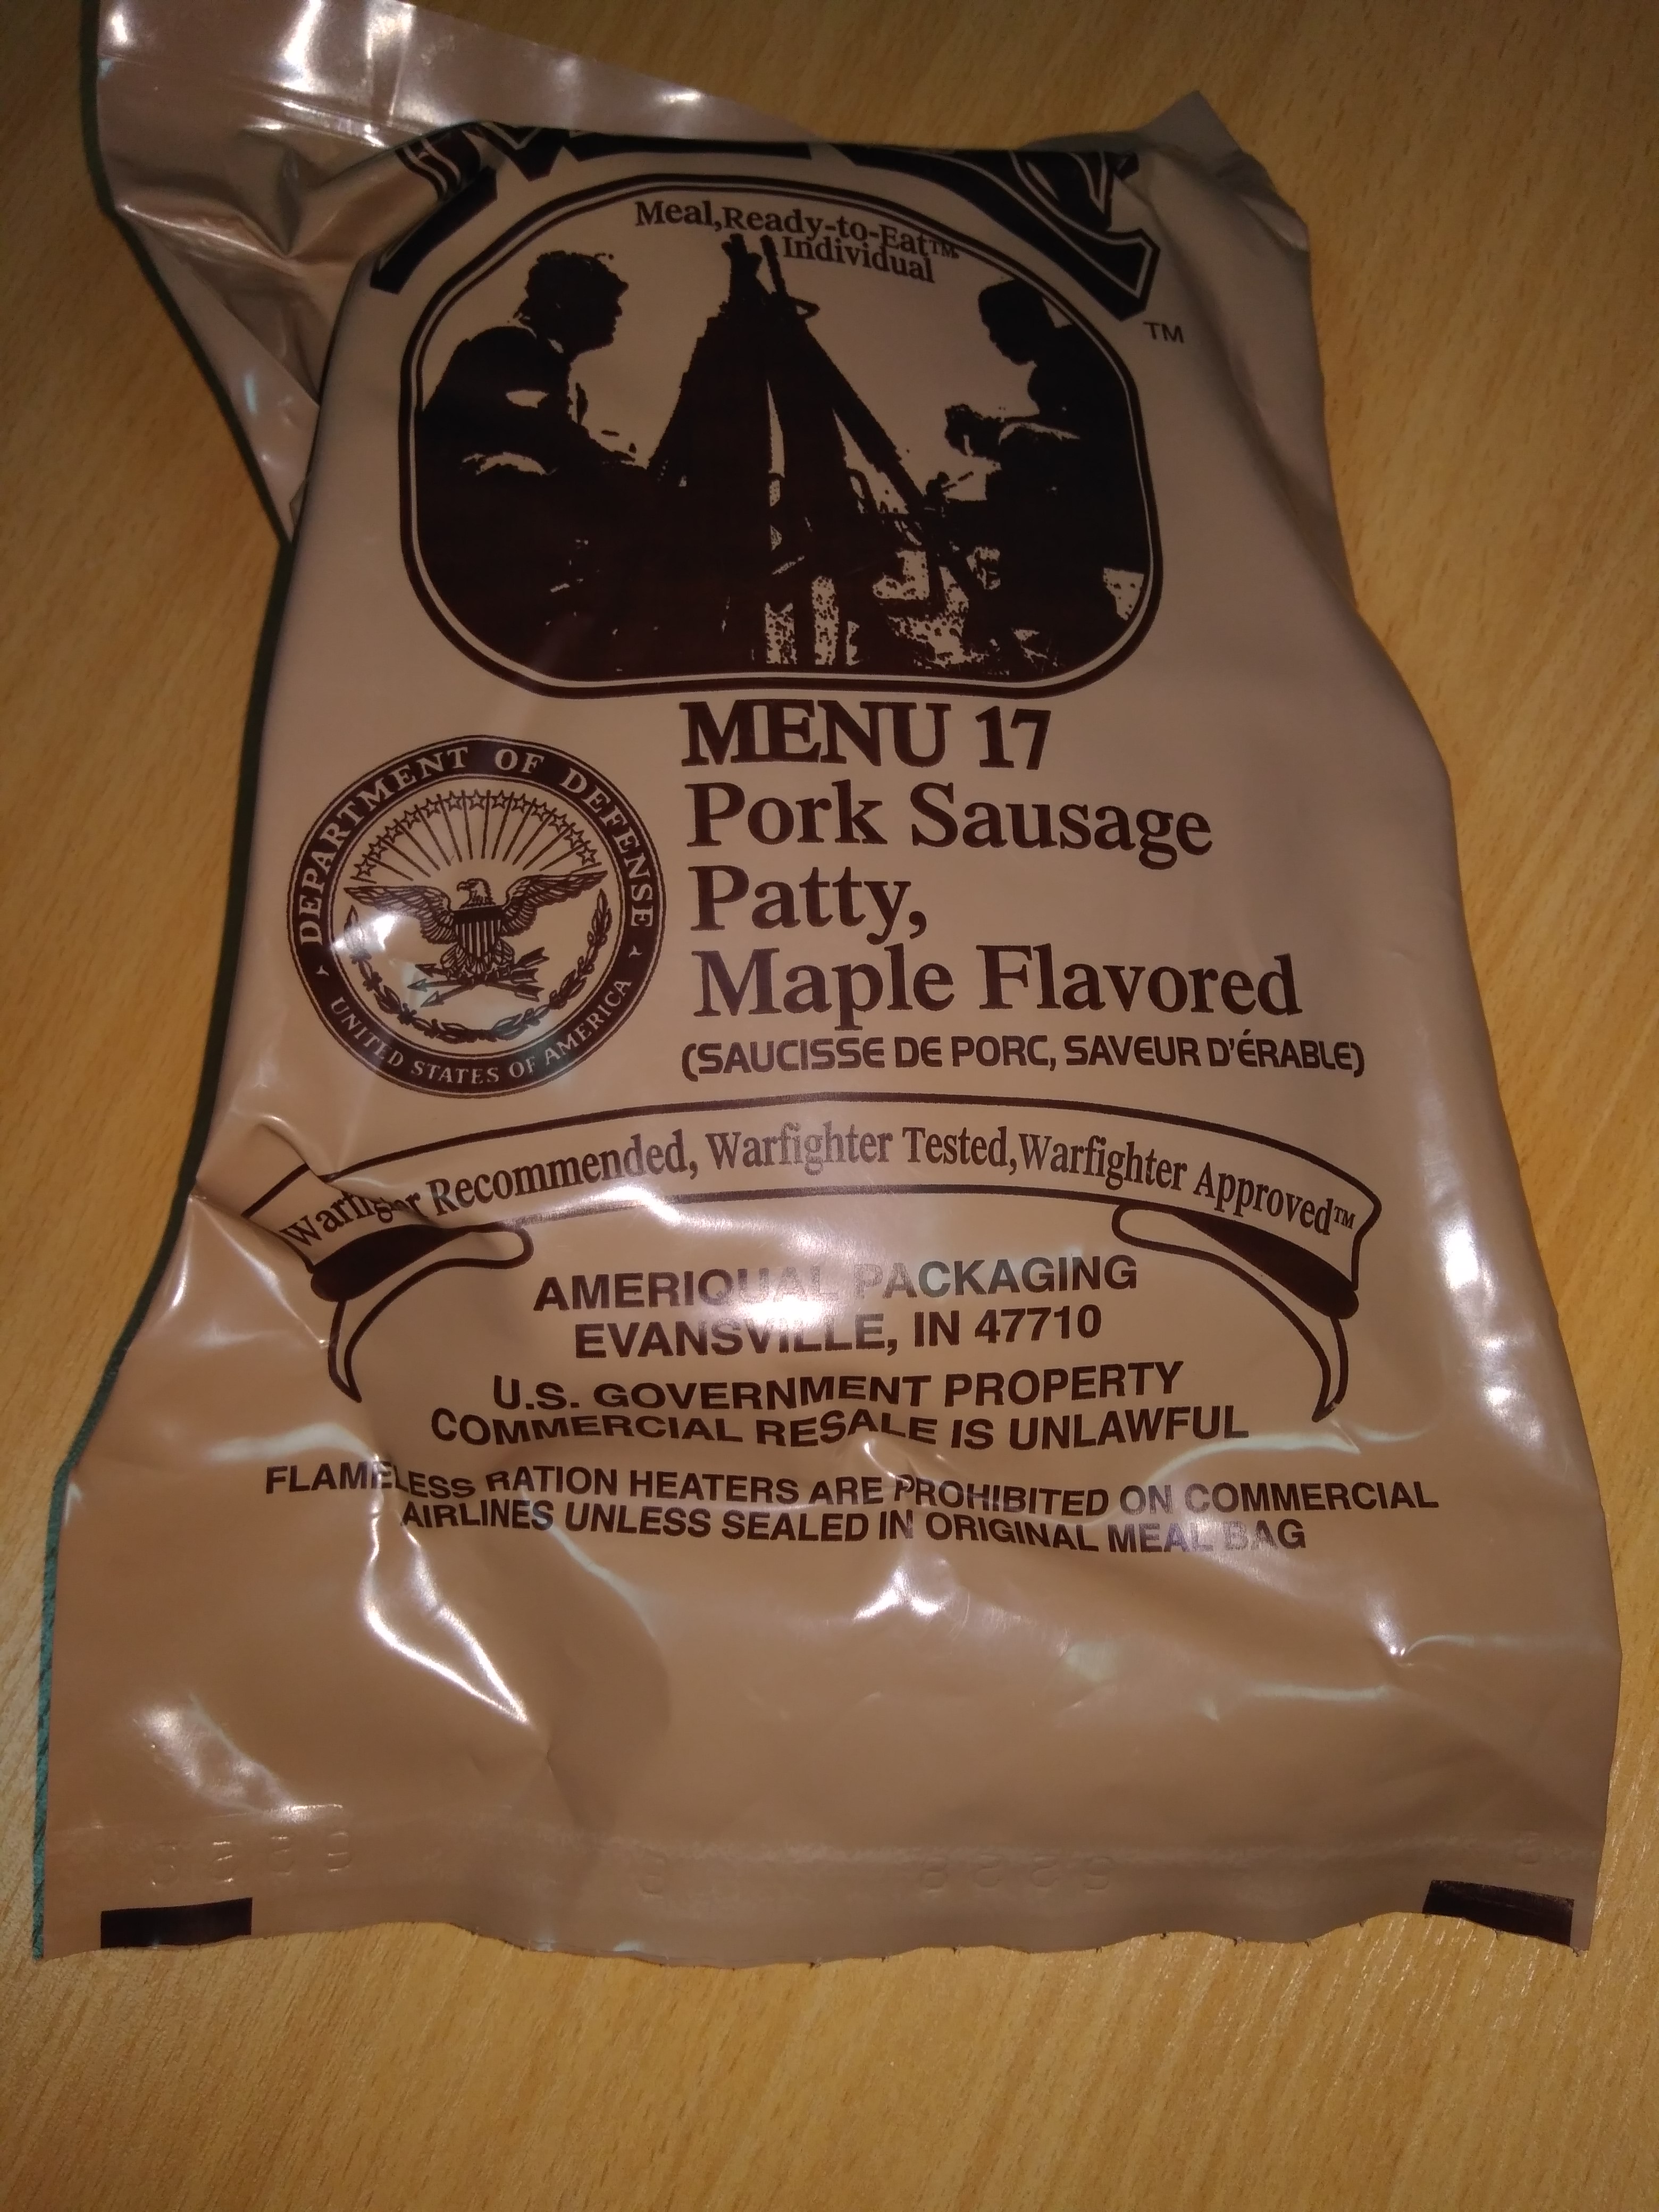 Meal,Ready-to-Eat™
Individual
TM
MENU 17
Pork Sausage
Patty,
Maple Flavored
(SAUCISSE DE PORC, SAVEUR D'ÉRABLE)
DEPARTMENT OF DEFENSE
UNITED STATES OF AMERICA
Recommended, Warfighter Tested,Warfighter Approved™
AMERIQUAL PACKAGING
EVANSVILLE, IN 47710
U.S. GOVERNMENT PROPERTY
COMMERCIAL RESALE IS UNLAWFUL
FLAMELESS RATION HEATERS ARE PROHIBITED ON COMMERCIAL
AIRLINES UNLESS SEALED IN ORIGINAL MEAL BAG